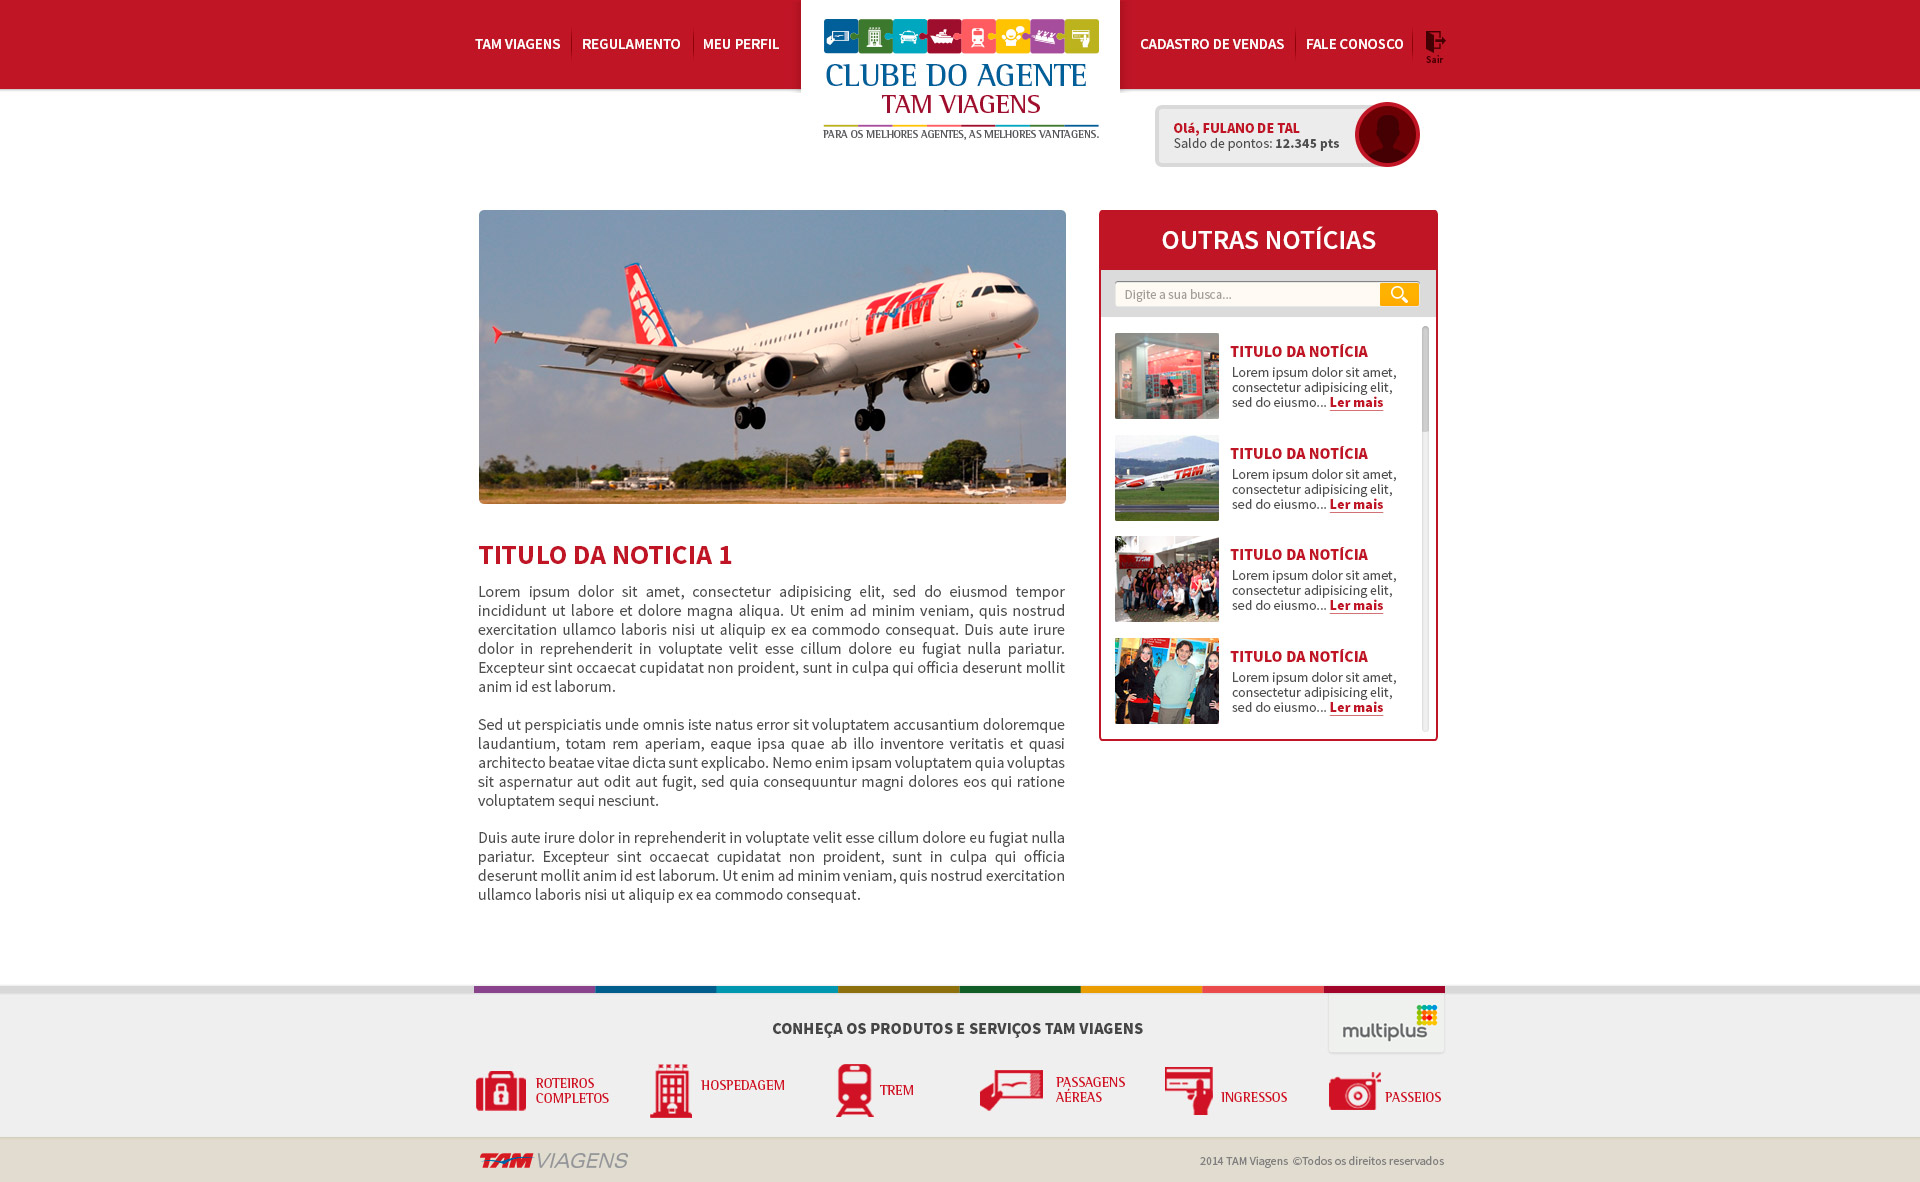 TAM VIAGENS
REGULAMENTO
MEU PERFIL
CLUBE DO AGENTE
TAM VIAGENS
PARA OS MELHORES AGENTES, AS MELHORES VANTAGENS.
CADASTRO DE VENDAS
FALE CONOSCO
Sair
Olá, FULANO DE TAL
Saldo de pontos: 12.345 pts
TAM
TAM
BRASIL
OUTRAS NOTÍCIAS
Digite a sua busca...
TITULO DA NOTÍCIA
Lorem ipsum dolor sit amet,
consectetur adipisicing elit,
sed do eiusmo... Ler mais
TAM
TITULO DA NOTÍCIA
Lorem ipsum dolor sit amet,
consectetur adipisicing elit,
sed do eiusmo... Ler mais
TAM
TITULO DA NOTÍCIA
Lorem ipsum dolor sit amet,
consectetur adipisicing elit,
sed do eiusmo... Ler mais
TITULO DA NOTÍCIA
Lorem ipsum dolor sit amet,
consectetur adipisicing elit,
sed do eiusmo... Ler mais
TITULO DA NOTICIA 1
Lorem ipsum dolor sit amet, consectetur adipisicing elit, sed do eiusmod tempor
incididunt ut labore et dolore magna aliqua. Ut enim ad minim veniam, quis nostrud
exercitation ullamco laboris nisi ut aliquip ex ea commodo consequat. Duis aute irure
dolor in reprehenderit in voluptate velit esse cillum dolore eu fugiat nulla pariatur.
Excepteur sint occaecat cupidatat non proident, sunt in culpa qui officia deserunt mollit
anim id est laborum.
Sed ut perspiciatis unde omnis iste natus error sit voluptatem accusantium doloremque
laudantium, totam rem aperiam, eaque ipsa quae ab illo inventore veritatis et quasi
architecto beatae vitae dicta sunt explicabo. Nemo enim ipsam voluptatem quia voluptas
sit aspernatur aut odit aut fugit, sed quia consequuntur magni dolores eos qui ratione
voluptatem sequi nesciunt.
Duis aute irure dolor in reprehenderit in voluptate velit esse cillum dolore eu fugiat nulla
pariatur. Excepteur sint occaecat cupidatat non proident, sunt in culpa qui officia
deserunt mollit anim id est laborum. Ut enim ad minim veniam, quis nostrud exercitation
ullamco laboris nisi ut aliquip ex ea commodo consequat.
CONHEÇA OS PRODUTOS E SERVIÇOS TAM VIAGENS
multiplus
ROTEIROS
COMPLETOS
HOSPEDAGEM
TREM
PASSAGENS
AÉREAS
INGRESSOS
PASSEIOS
TAM VIAGENS
2014 TAM Viagens ©Todos os direitos reservados